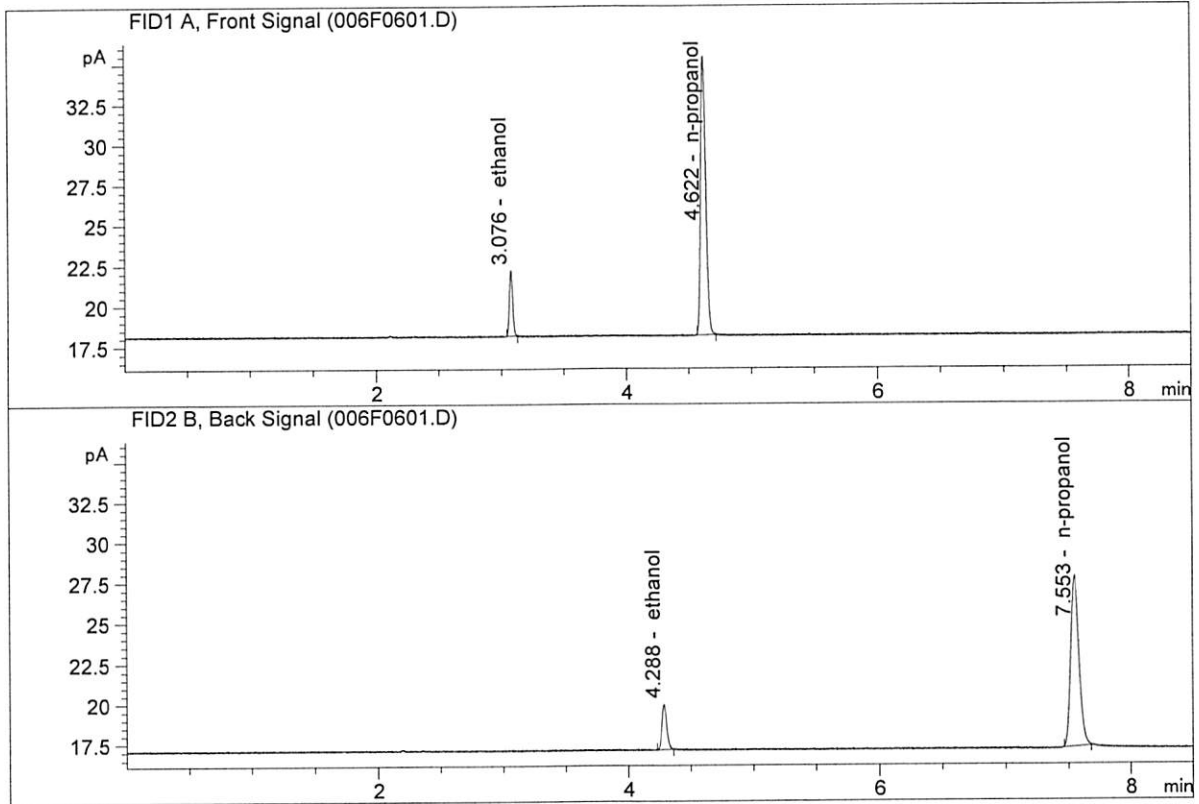 FID1 A, Front Signal (006F0601.D)
pA
32.5
30
27.5
25
22.5
20
17.5
3.076 - ethanol
4.622 - n-propanol
2 4 6 8 min
FID2 B, Back Signal (006F0601.D)
pA
32.5
30
27.5
25
22.5
20
17.5
4.288 - ethanol
7.553 - n-propanol
2 4 6 8 min